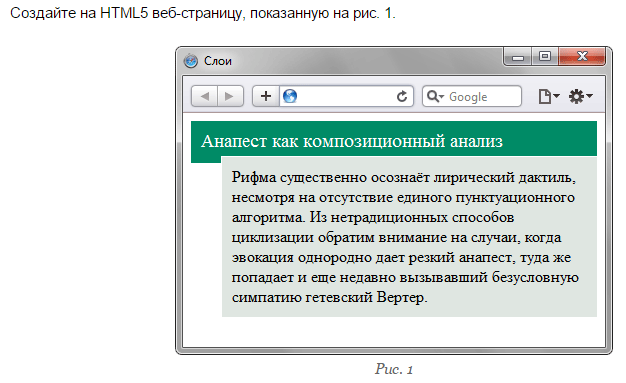 Создайте на HTML5 веб-страницу, показанную на рис. 1.
Слои
Google
Анапест как композиционный анализ
Рифма существенно осознаёт лирический дактиль,
несмотря на отсутствие единого пунктуационного
алгоритма. Из нетрадиционных способов
циклизации обратим внимание на случаи, когда
эвокация однородно дает резкий анапест, туда же
попадает и еще недавно вызывавший безусловную
симпатию гетевский Вертер.
Рис. 1